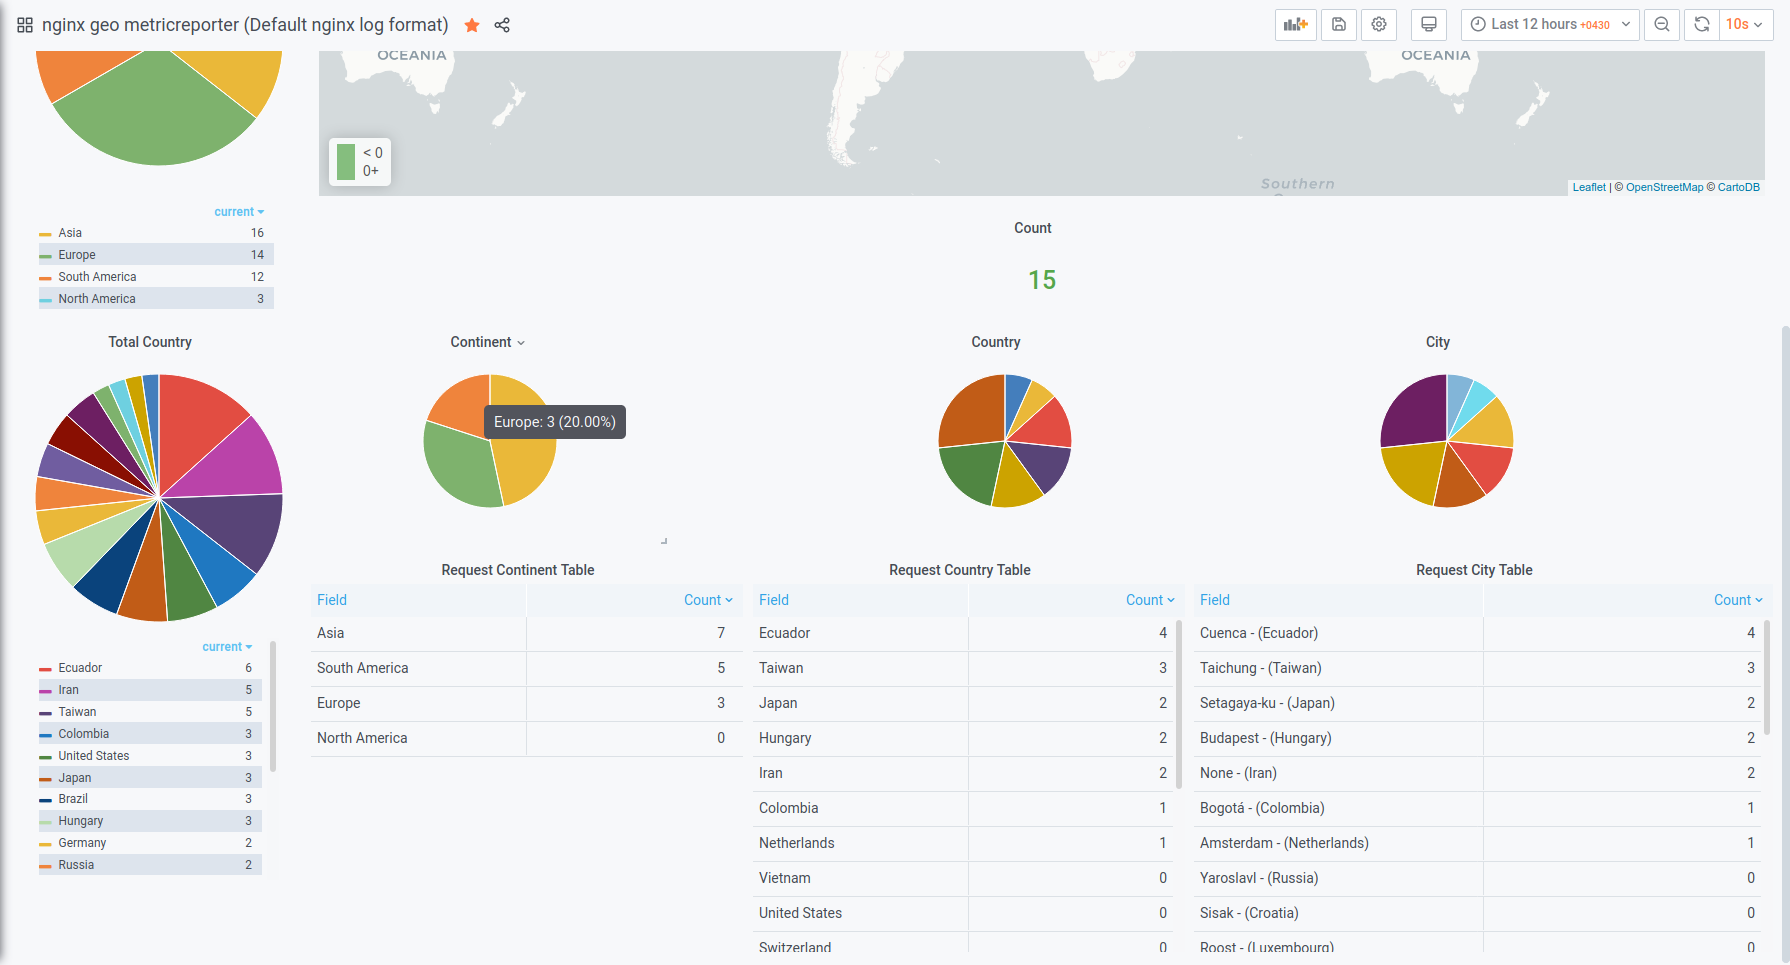 nginx geo metricreporter (Default nginx log format)
Last 12 hours +0430
10s
OCEANIA
OCEANIA
< 0
0+
Southern
Leaflet | © OpenStreetMap © CartoDB
current
Asia 16
Europe 14
South America 12
North America 3
Count
15
Total Country
Continent
Country
City
Europe: 3 (20.00%)
current
Ecuador 6
Iran 5
Taiwan 5
Colombia 3
United States 3
Japan 3
Brazil 3
Hungary 3
Germany 2
Russia 2
Request Continent Table
Field Count
Asia 7
South America 5
Europe 3
North America 0
Request Country Table
Field Count
Ecuador 4
Taiwan 3
Japan 2
Hungary 2
Iran 2
Colombia 1
Netherlands 1
Vietnam 0
United States 0
Switzerland 0
Request City Table
Field Count
Cuenca - (Ecuador) 4
Taichung - (Taiwan) 3
Setagaya-ku - (Japan) 2
Budapest - (Hungary) 2
None - (Iran) 2
Bogotá - (Colombia) 1
Amsterdam - (Netherlands) 1
Yaroslavl - (Russia) 0
Sisak - (Croatia) 0
Roost - (Luxembourg) 0